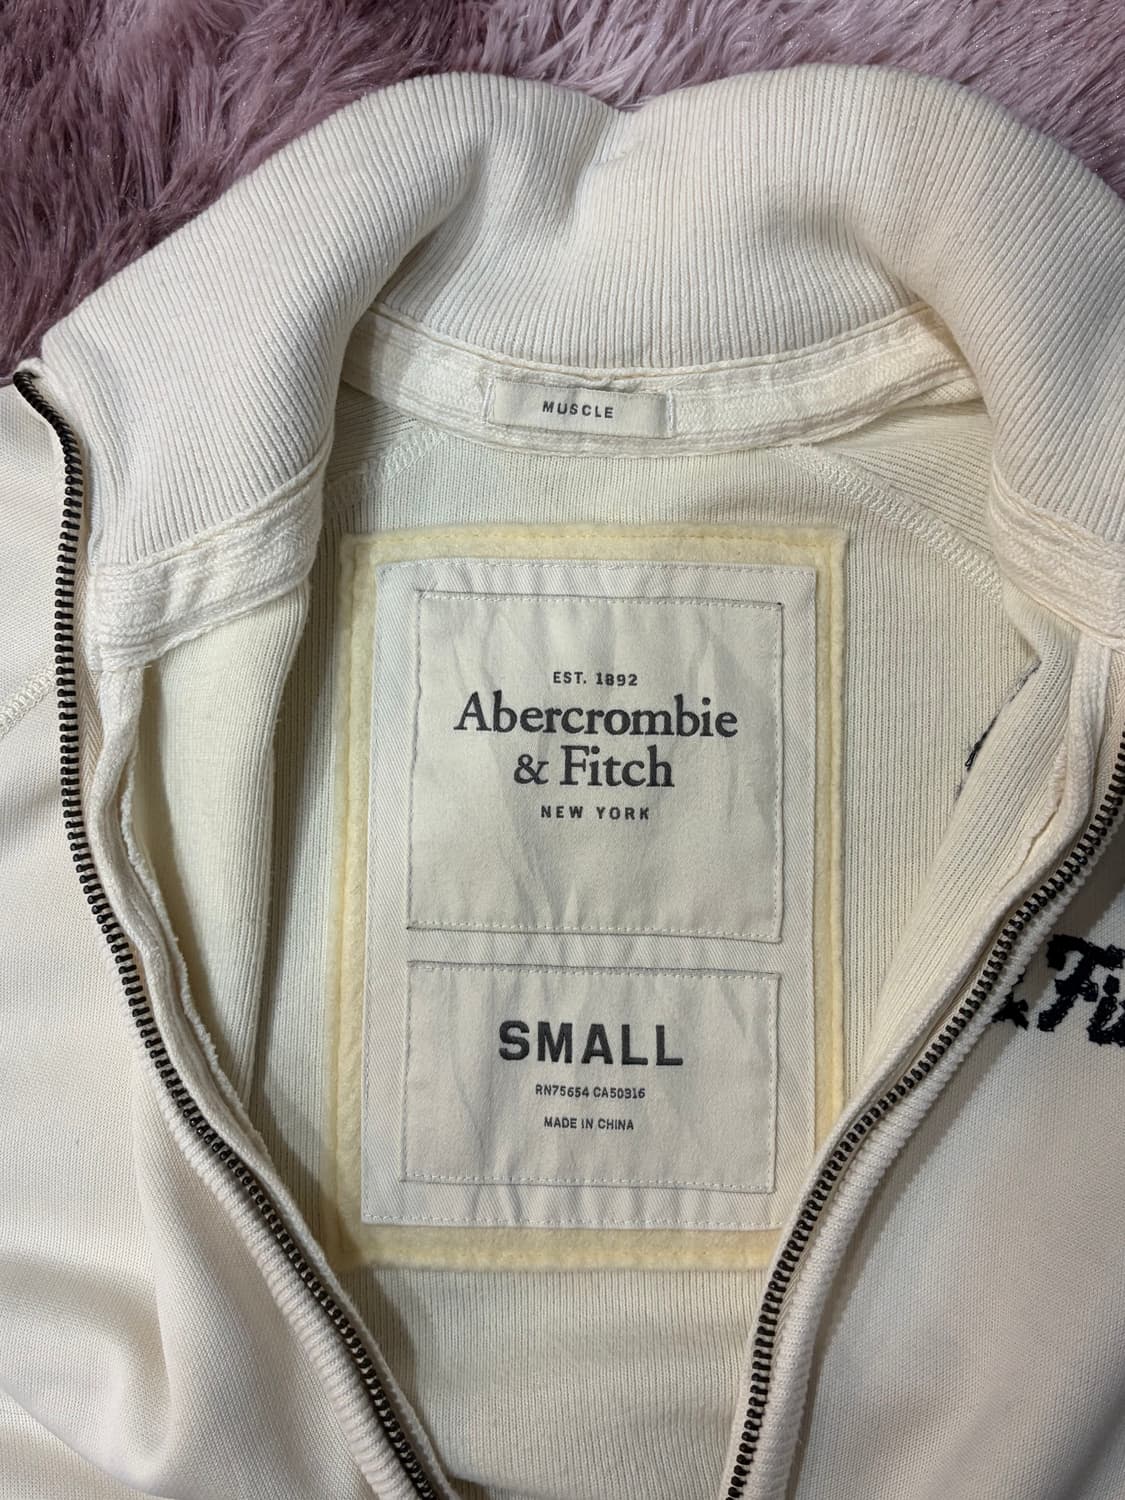 MUSCLE
EST. 1892
Abercrombie
& Fitch
NEW YORK
SMALL
RN75654 CA50316
MADE IN CHINA